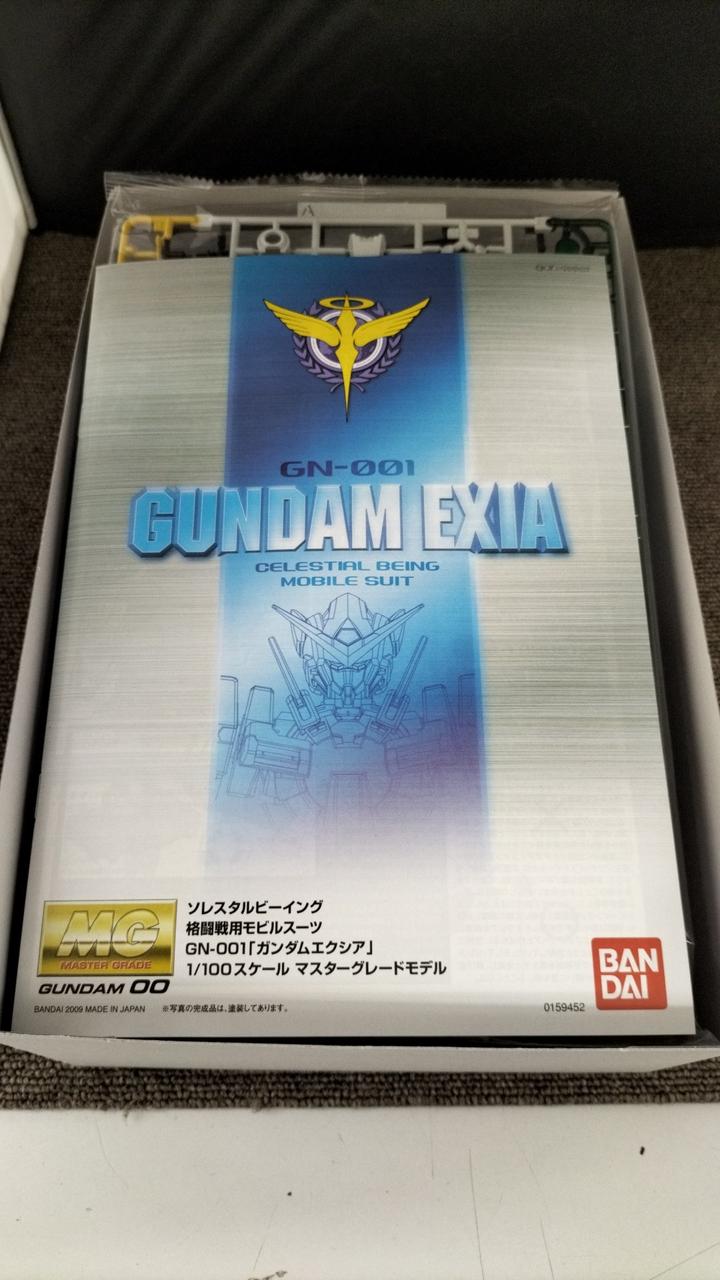 GN-001
GUNDAM EXIA
CELESTIAL BEING
MOBILE SUIT
MG
MASTER GRADE
GUNDAM 00
ソレスタルビーイング
格闘戦用モビルスーツ
GN-001「ガンダムエクシア」
1/100スケール マスターグレードモデル
BAN
DAI
BANDAI 2009 MADE IN JAPAN
※写真の完成品は、塗装してあります。
0159452